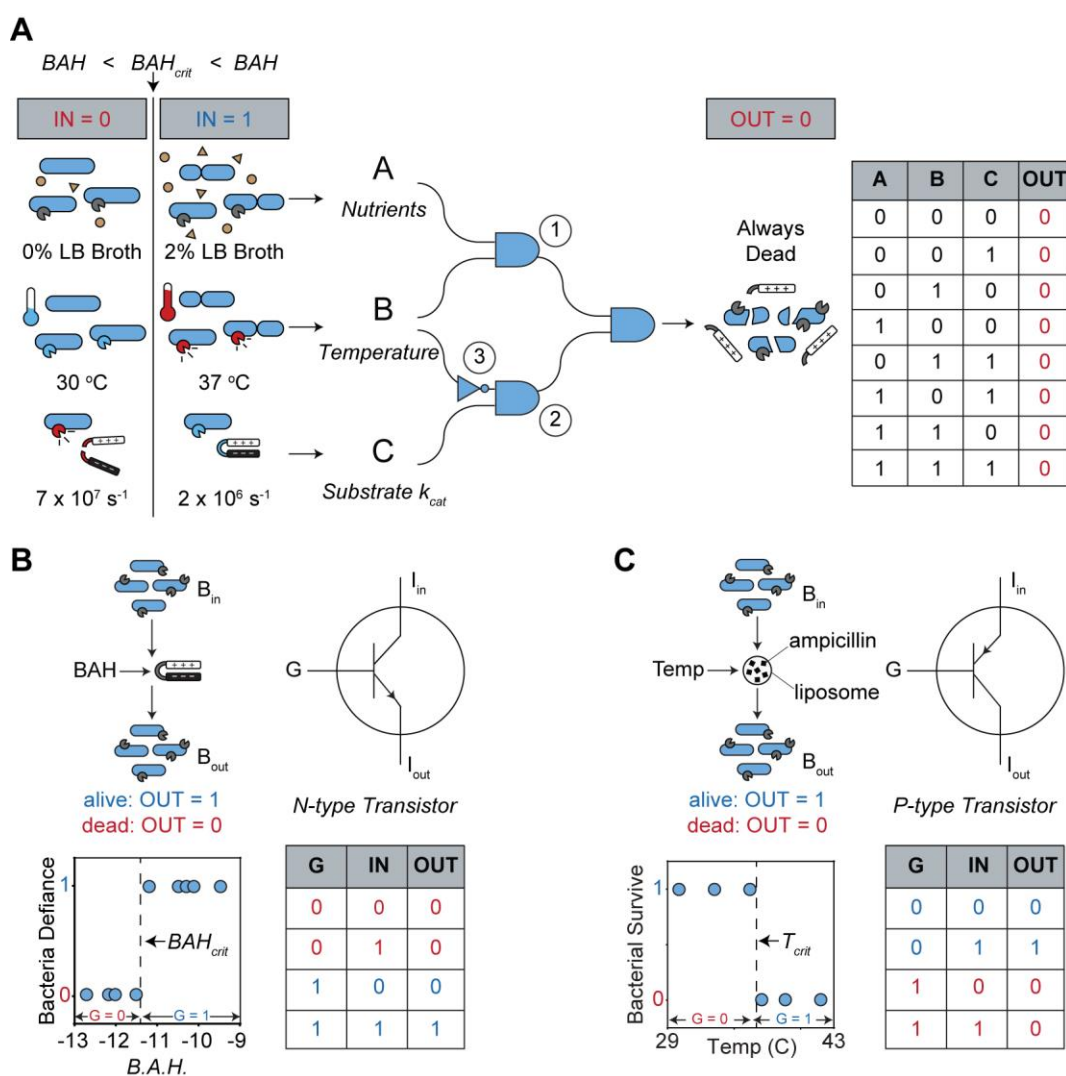 A
BAH < BAHcrit < BAH
IN = 0
IN = 1
OUT = 0
0% LB Broth
2% LB Broth
30 °C
37 °C
7 x 10⁷ s⁻¹
2 x 10⁶ s⁻¹
A
Nutrients
B
Temperature
C
Substrate kcat
1
3
2
Always
Dead
+ + +
+ + +
+ + +
+ + +
− − −
+ + +
− − −
A B C OUT
0 0 0 0
0 0 1 0
0 1 0 0
1 0 0 0
0 1 1 0
1 0 1 0
1 1 0 0
1 1 1 0
B
Bin
BAH
+ + +
− − −
Bout
alive: OUT = 1
dead: OUT = 0
Iin
G
Iout
N-type Transistor
Bacteria Defiance
1
0
BAHcrit
G = 0
G = 1
-13 -12 -11 -10 -9
B.A.H.
G IN OUT
0 0 0
0 1 0
1 0 0
1 1 1
C
Bin
ampicillin
Temp
liposome
Bout
alive: OUT = 1
dead: OUT = 0
Iin
G
Iout
P-type Transistor
Bacterial Survive
1
0
Tcrit
G = 0
G = 1
29 43
Temp (C)
G IN OUT
0 0 0
0 1 1
1 0 0
1 1 0